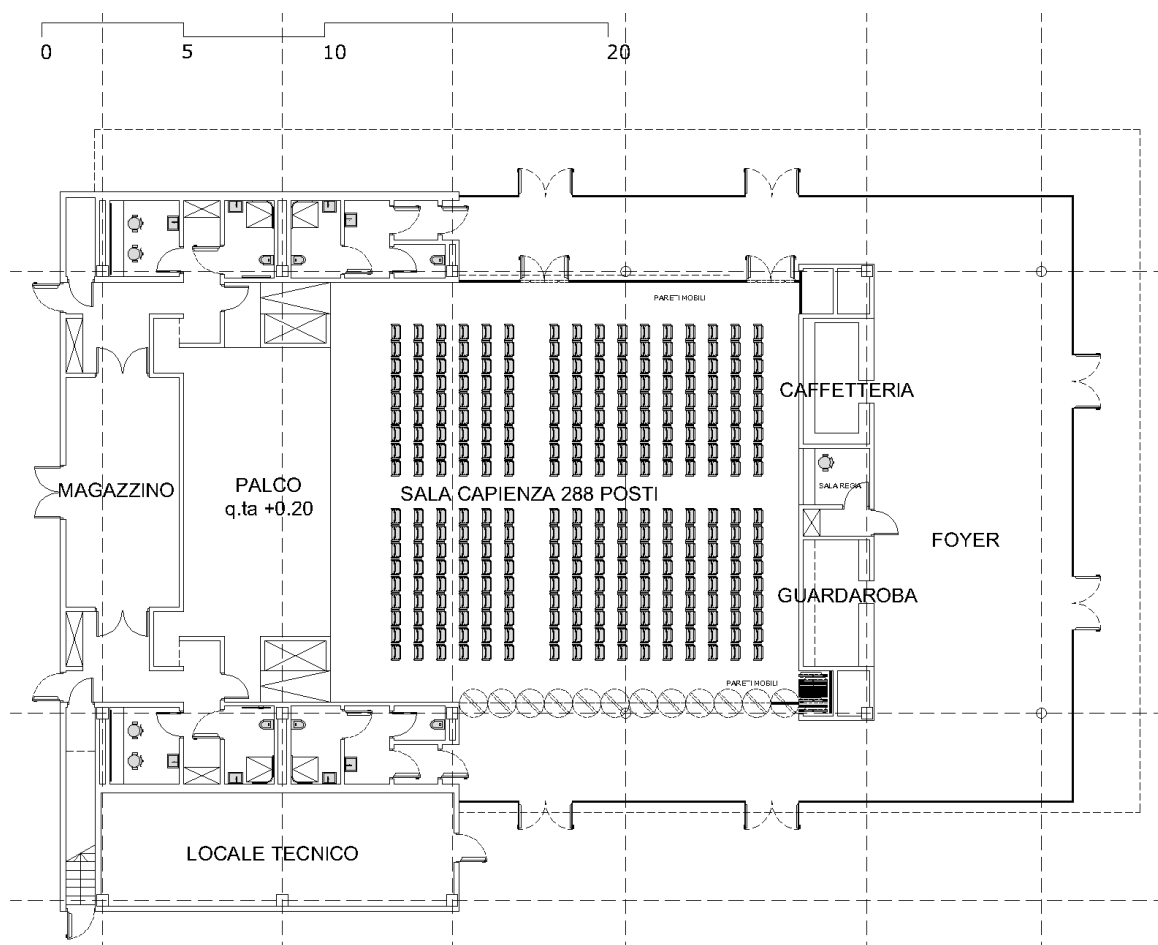 0 5 10 20
PARETI MOBILI
CAFFETTERIA
MAGAZZINO
PALCO
q.ta +0.20
SALA CAPIENZA 288 POSTI
SALA REGIA
FOYER
GUARDAROBA
PARETI MOBILI
LOCALE TECNICO